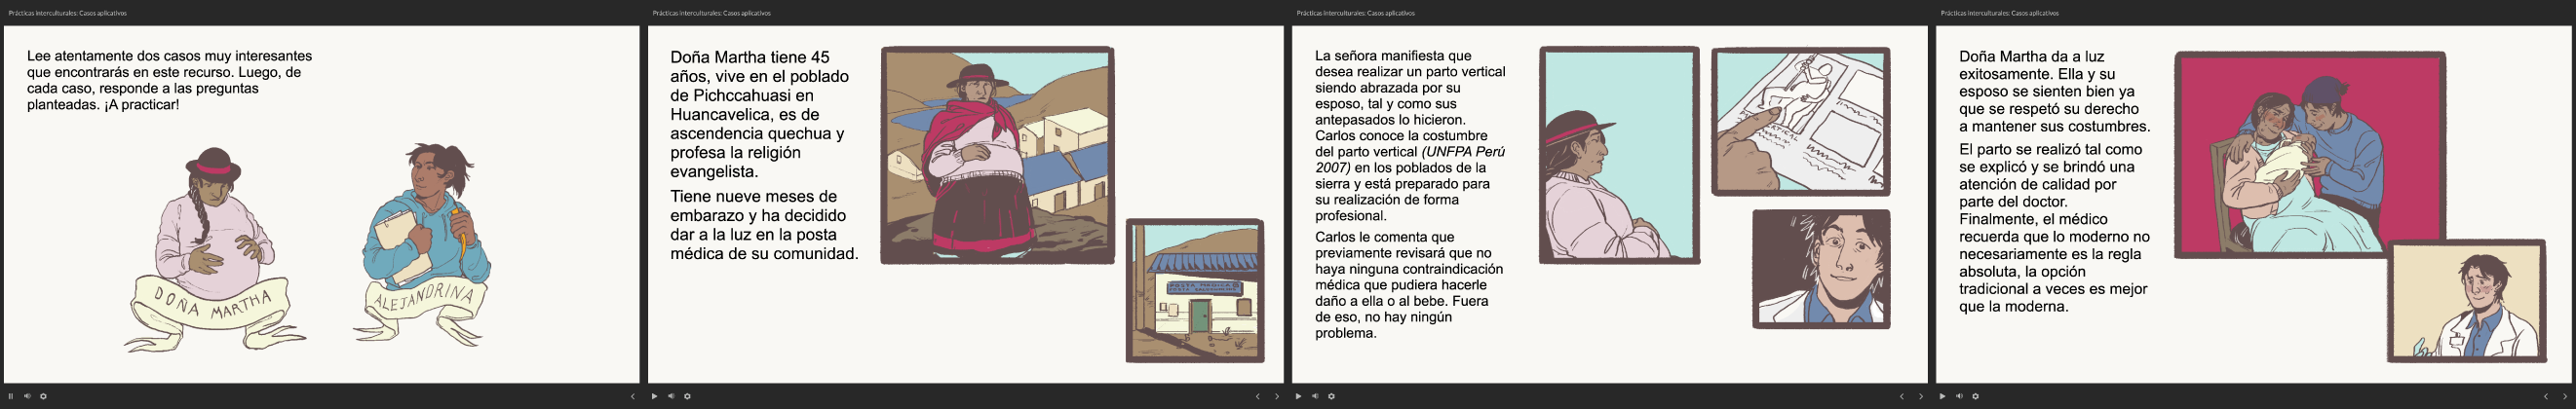 Prácticas Interculturales: Casos aplicativos
Lee atentamente dos casos muy interesantes
que encontrarás en este recurso. Luego, de
cada caso, responde a las preguntas
planteadas. ¡A practicar!
DOÑA MARTHA
ALEJANDRINA
Prácticas Interculturales: Casos aplicativos
Doña Martha tiene 45
años, vive en el poblado
de Pichccahuasi en
Huancavelica, es de
ascendencia quechua y
profesa la religión
evangelista.
Tiene nueve meses de
embarazo y ha decidido
dar a la luz en la posta
médica de su comunidad.
POSTA MÉDICA
Prácticas Interculturales: Casos aplicativos
La señora manifiesta que
desea realizar un parto vertical
siendo abrazada por su
esposo, tal y como sus
antepasados lo hicieron.
Carlos conoce la costumbre
del parto vertical (UNFPA Perú
2007) en los poblados de la
sierra y está preparado para
su realización de forma
profesional.
Carlos le comenta que
previamente revisará que no
haya ninguna contraindicación
médica que pudiera hacerle
daño a ella o al bebe. Fuera
de eso, no hay ningún
problema.
Prácticas Interculturales: Casos aplicativos
Doña Martha da a luz
exitosamente. Ella y su
esposo se sienten bien ya
que se respetó su derecho
a mantener sus costumbres.
El parto se realizó tal como
se explicó y se brindó una
atención de calidad por
parte del doctor.
Finalmente, el médico
recuerda que lo moderno no
necesariamente es la regla
absoluta, la opción
tradicional a veces es mejor
que la moderna.